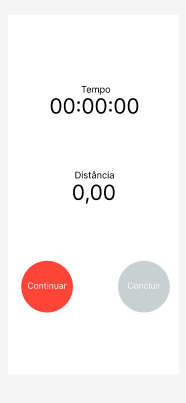 Tempo
00:00:00
Distância
0,00
Continuar
Concluir